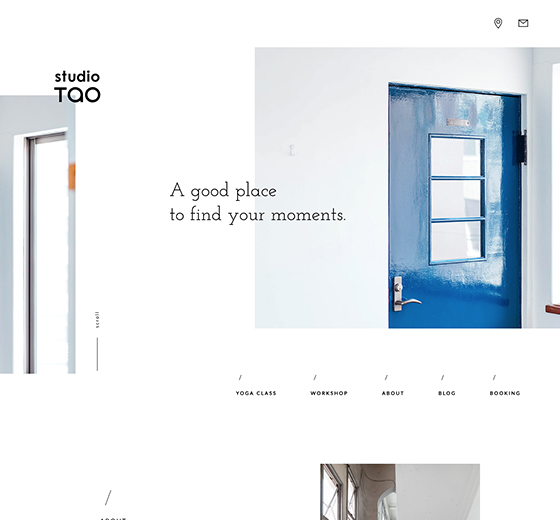 studio
TAO
A good place
to find your moments.
scroll
/ / / / /
YOGA CLASS WORKSHOP ABOUT BLOG BOOKING
/
ABOUT